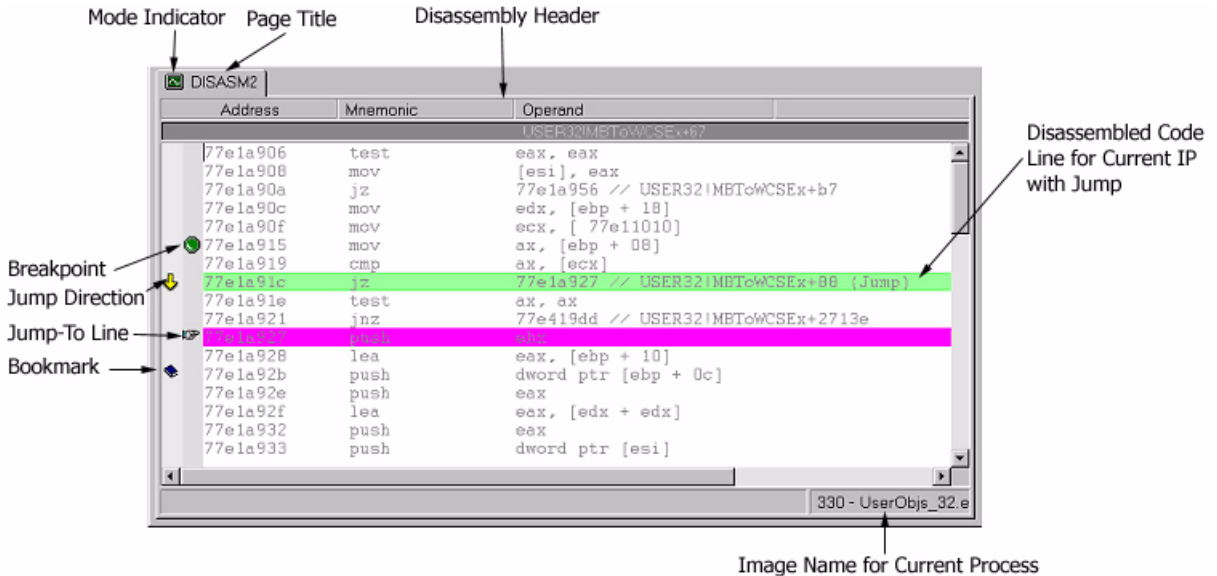 Mode Indicator Page Title Disassembly Header
DISASM2
Address Mnemonic Operand
USER32!MBToWCSEx+67
77e1a906 test eax, eax
77e1a908 mov [esi], eax
77e1a90a jz 77e1a956 // USER32!MBToWCSEx+b7
77e1a90c mov edx, [ebp + 18]
77e1a90f mov ecx, [ 77e11010]
77e1a915 mov ax, [ebp + 08]
77e1a919 cmp ax, [ecx]
77e1a91c jz 77e1a927 // USER32!MBToWCSEx+88 (Jump)
77e1a91e test ax, ax
77e1a921 jnz 77e419dd // USER32!MBToWCSEx+2713e
77e1a927 push ebx
77e1a928 lea eax, [ebp + 10]
77e1a92b push dword ptr [ebp + 0c]
77e1a92e push eax
77e1a92f lea eax, [edx + edx]
77e1a932 push eax
77e1a933 push dword ptr [esi]
330 - UserObjs_32.e
Breakpoint
Jump Direction
Jump-To Line
Bookmark
Disassembled Code
Line for Current IP
with Jump
Image Name for Current Process